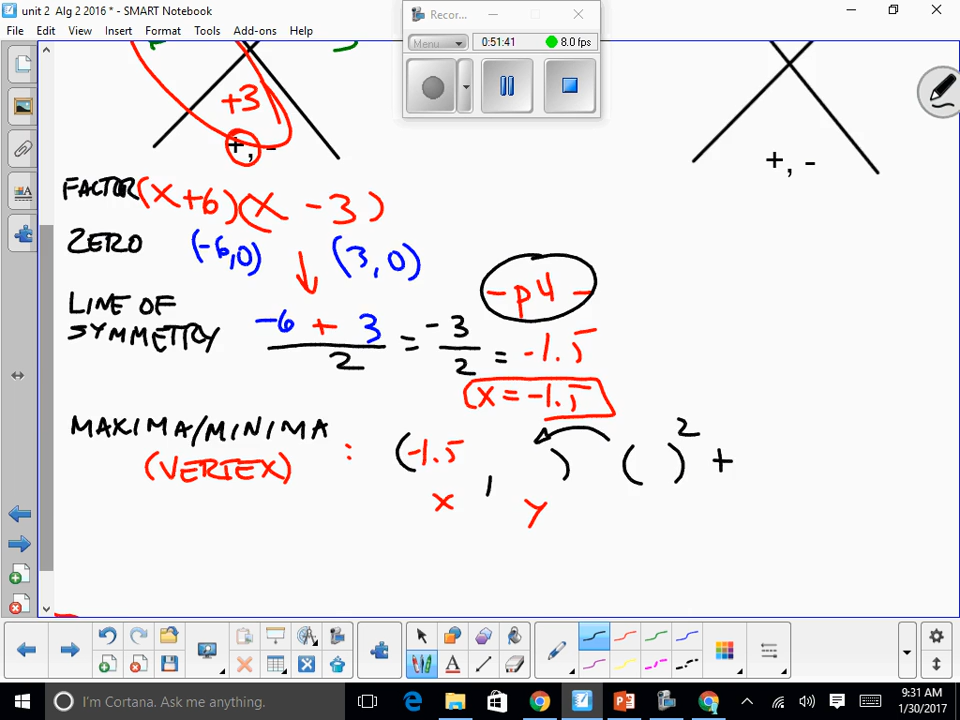 unit 2 Alg 2 2016 * - SMART Notebook
File Edit View Insert Format Tools Add-ons Help
Recor...
Menu
0:51:41
8.0 fps
+3
+, -
+, -
FACTOR (x+6)(x - 3)
ZERO (-6,0) (3,0)
-p4-
LINE OF
SYMMETRY
-6 + 3
2
= -3
2
= -1.5
x = -1.5
MAXIMA/MINIMA
(VERTEX) : (-1.5 , ) ( )2 +
x y
A
I'm Cortana. Ask me anything.
9:31 AM
1/30/2017